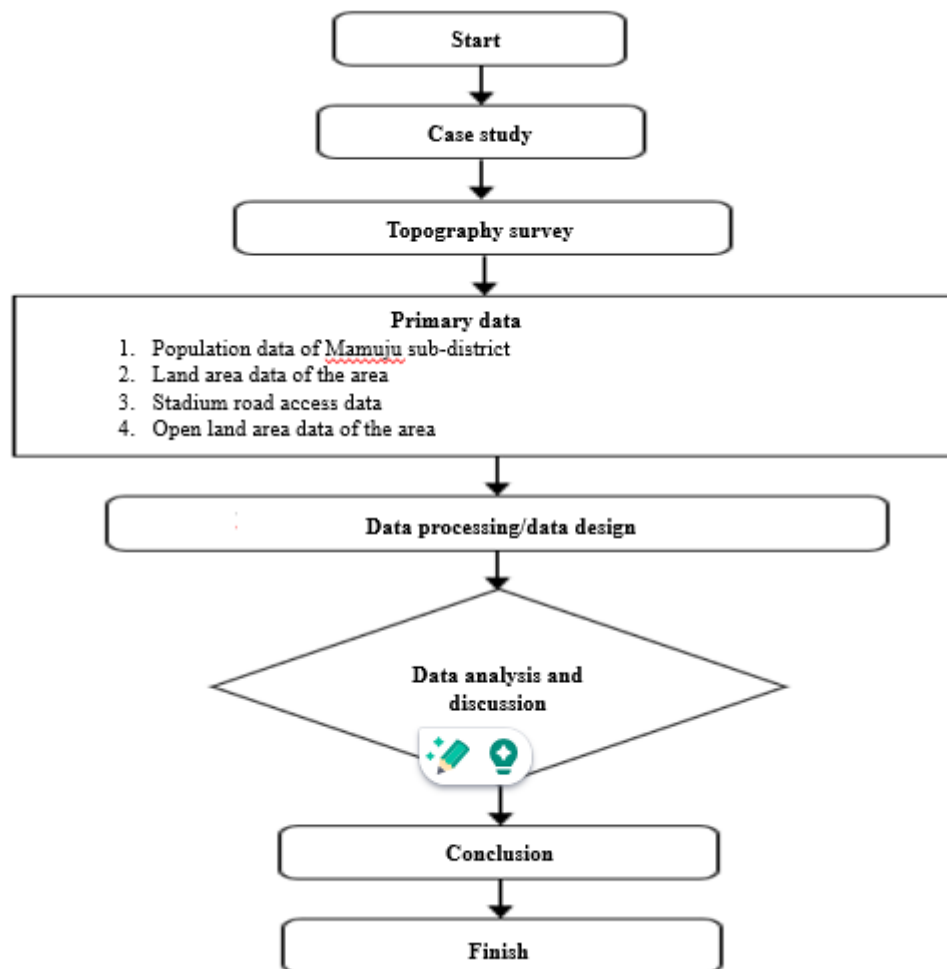 Start
Case study
Topography survey
Primary data
1. Population data of Mamuju sub-district
2. Land area data of the area
3. Stadium road access data
4. Open land area data of the area
Data processing/data design
Data analysis and
discussion
Conclusion
Finish